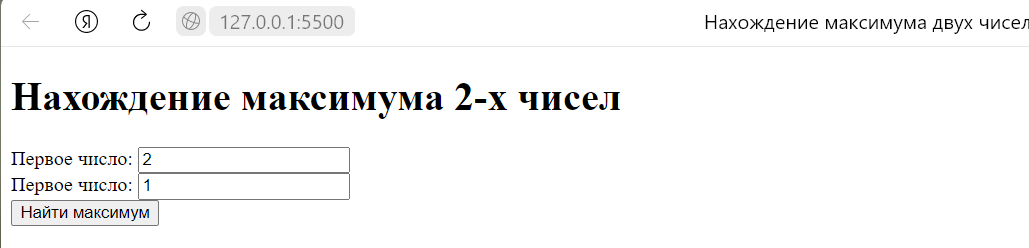 Я 127.0.0.1:5500 Нахождение максимума двух чисел
Нахождение максимума 2-х чисел
Первое число: 2
Первое число: 1
Найти максимум